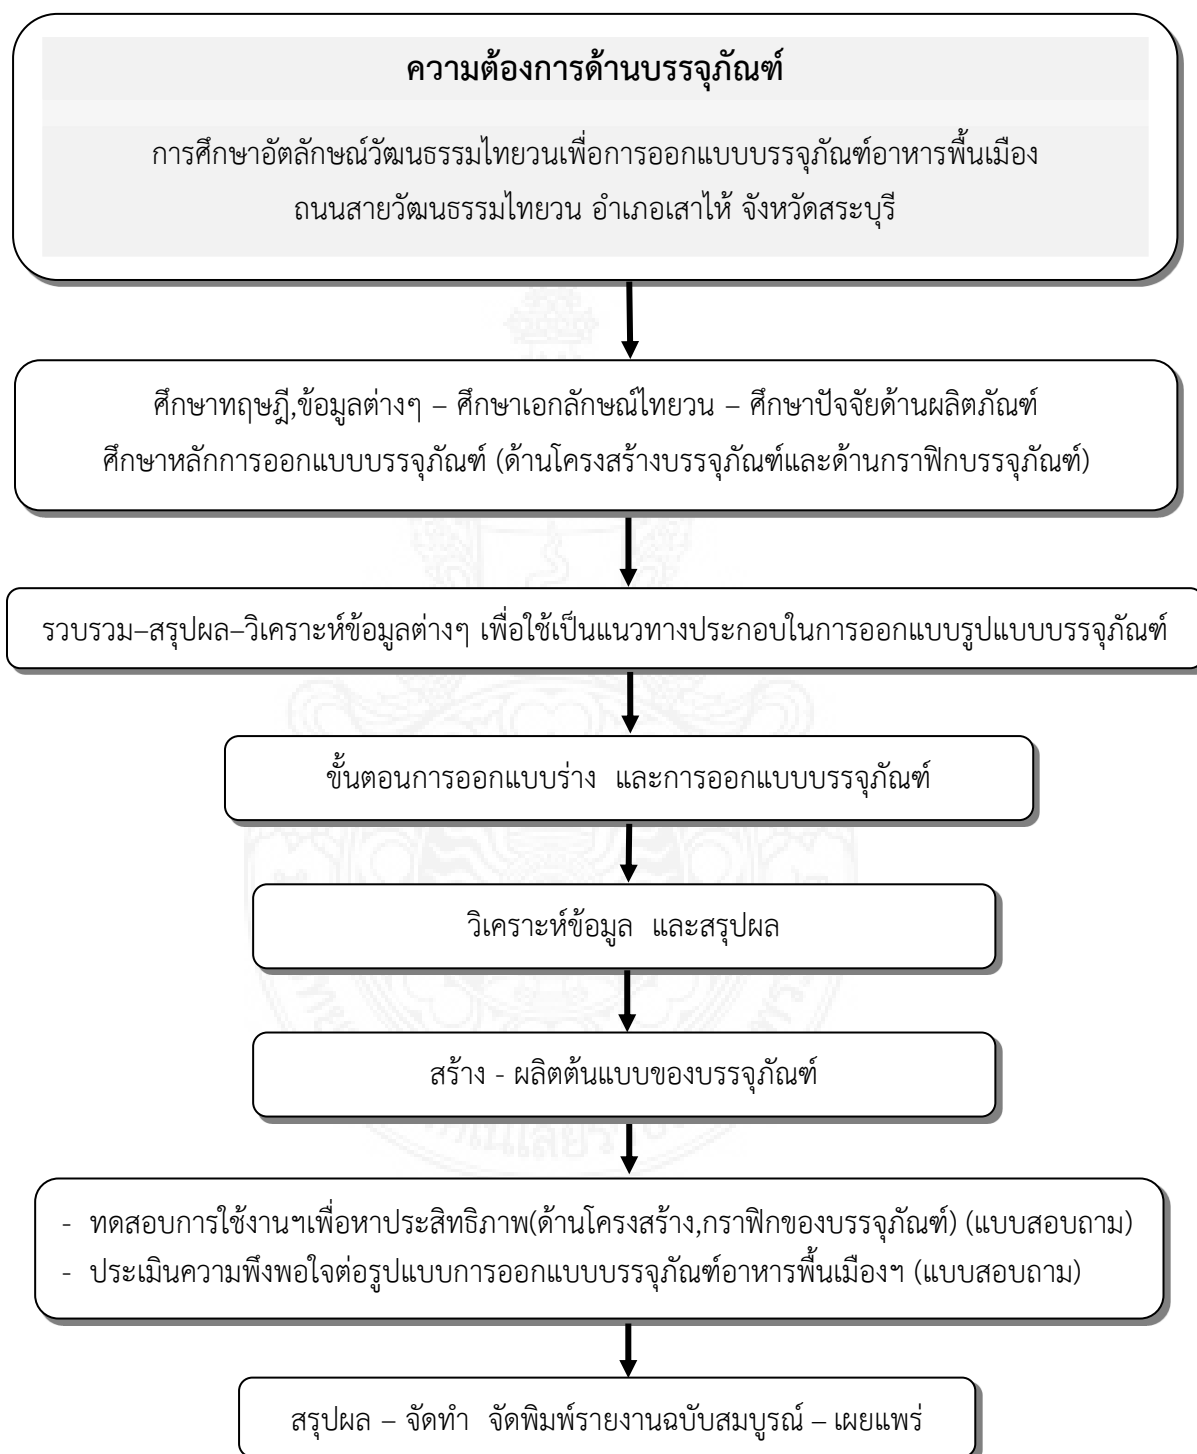 ความต้องการด้านบรรจุภัณฑ์
การศึกษาอัตลักษณ์วัฒนธรรมไทยวนเพื่อการออกแบบบรรจุภัณฑ์อาหารพื้นเมือง
ถนนสายวัฒนธรรมไทยวน อำเภอเสาไห้ จังหวัดสระบุรี
ศึกษาทฤษฎี,ข้อมูลต่างๆ – ศึกษาเอกลักษณ์ไทยวน – ศึกษาปัจจัยด้านผลิตภัณฑ์
ศึกษาหลักการออกแบบบรรจุภัณฑ์ (ด้านโครงสร้างบรรจุภัณฑ์และด้านกราฟิกบรรจุภัณฑ์)
รวบรวม–สรุปผล–วิเคราะห์ข้อมูลต่างๆ เพื่อใช้เป็นแนวทางประกอบในการออกแบบรูปแบบบรรจุภัณฑ์
ขั้นตอนการออกแบบร่าง และการออกแบบบรรจุภัณฑ์
วิเคราะห์ข้อมูล และสรุปผล
สร้าง - ผลิตต้นแบบของบรรจุภัณฑ์
- ทดสอบการใช้งานฯเพื่อหาประสิทธิภาพ(ด้านโครงสร้าง,กราฟิกของบรรจุภัณฑ์) (แบบสอบถาม)
- ประเมินความพึงพอใจต่อรูปแบบการออกแบบบรรจุภัณฑ์อาหารพื้นเมืองฯ (แบบสอบถาม)
สรุปผล – จัดทำ จัดพิมพ์รายงานฉบับสมบูรณ์ – เผยแพร่